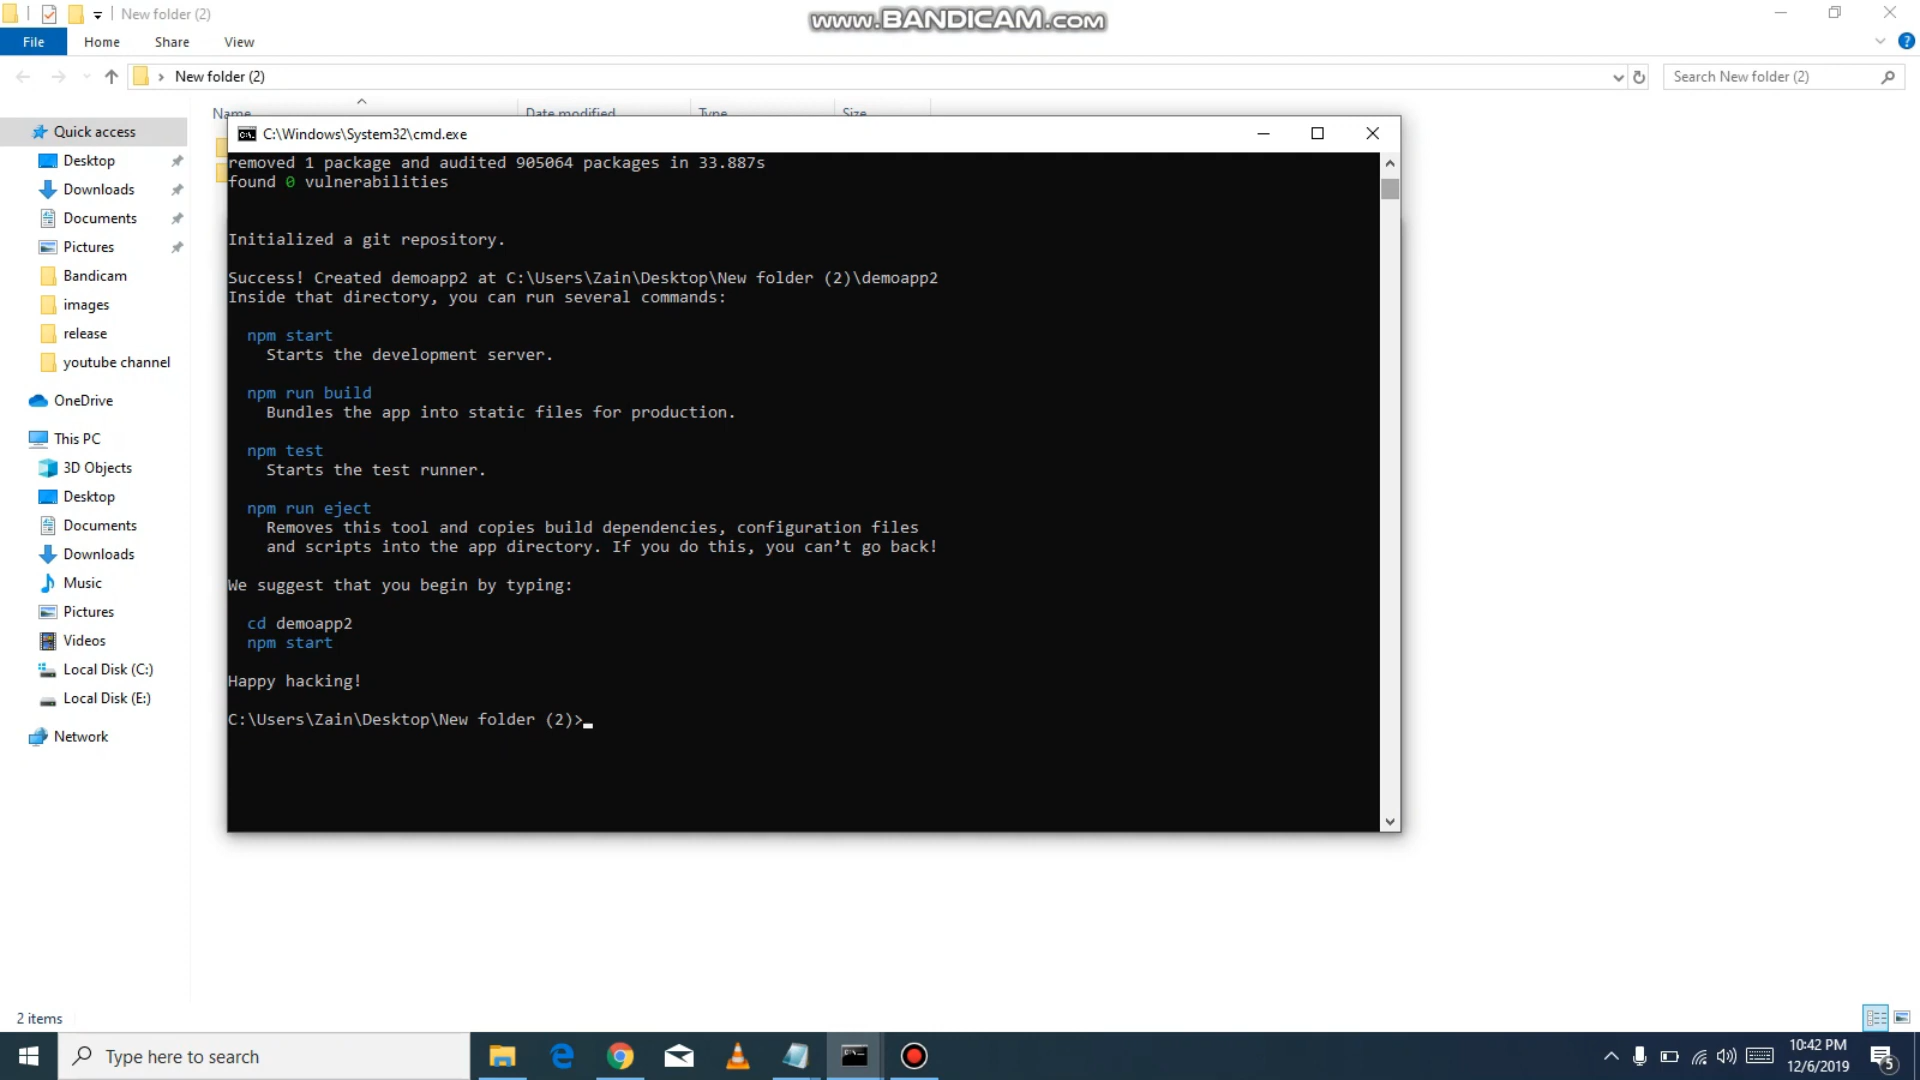 New folder (2)
www.BANDICAM.com
File
Home
Share
View
New folder (2)
Search New folder (2)
Name
Date modified
Type
Size
Quick access
Desktop
Downloads
Documents
Pictures
Bandicam
images
release
youtube channel
OneDrive
This PC
3D Objects
Desktop
Documents
Downloads
Music
Pictures
Videos
Local Disk (C:)
Local Disk (E:)
Network
C:\Windows\System32\cmd.exe
removed 1 package and audited 905064 packages in 33.887s
found 0 vulnerabilities
Initialized a git repository.
Success! Created demoapp2 at C:\Users\Zain\Desktop\New folder (2)\demoapp2
Inside that directory, you can run several commands:
npm start
Starts the development server.
npm run build
Bundles the app into static files for production.
npm test
Starts the test runner.
npm run eject
Removes this tool and copies build dependencies, configuration files
and scripts into the app directory. If you do this, you can’t go back!
We suggest that you begin by typing:
cd demoapp2
npm start
Happy hacking!
C:\Users\Zain\Desktop\New folder (2)>
2 items
Type here to search
10:42 PM
12/6/2019
5